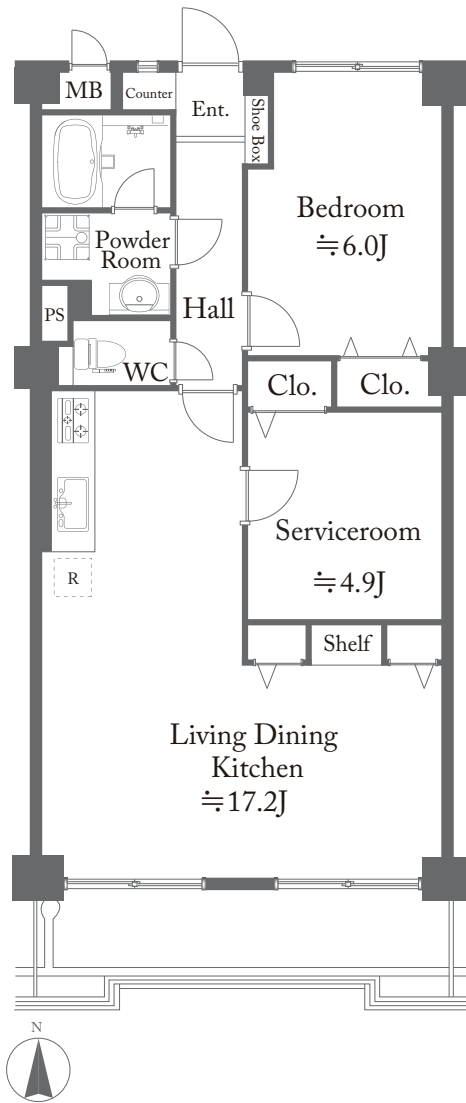 MB
Counter
Ent.
Shoe Box
Bedroom
≒6.0J
Powder
Room
Hall
PS
WC
Clo.
Clo.
Serviceroom
≒4.9J
R
Shelf
Living Dining
Kitchen
≒17.2J
N